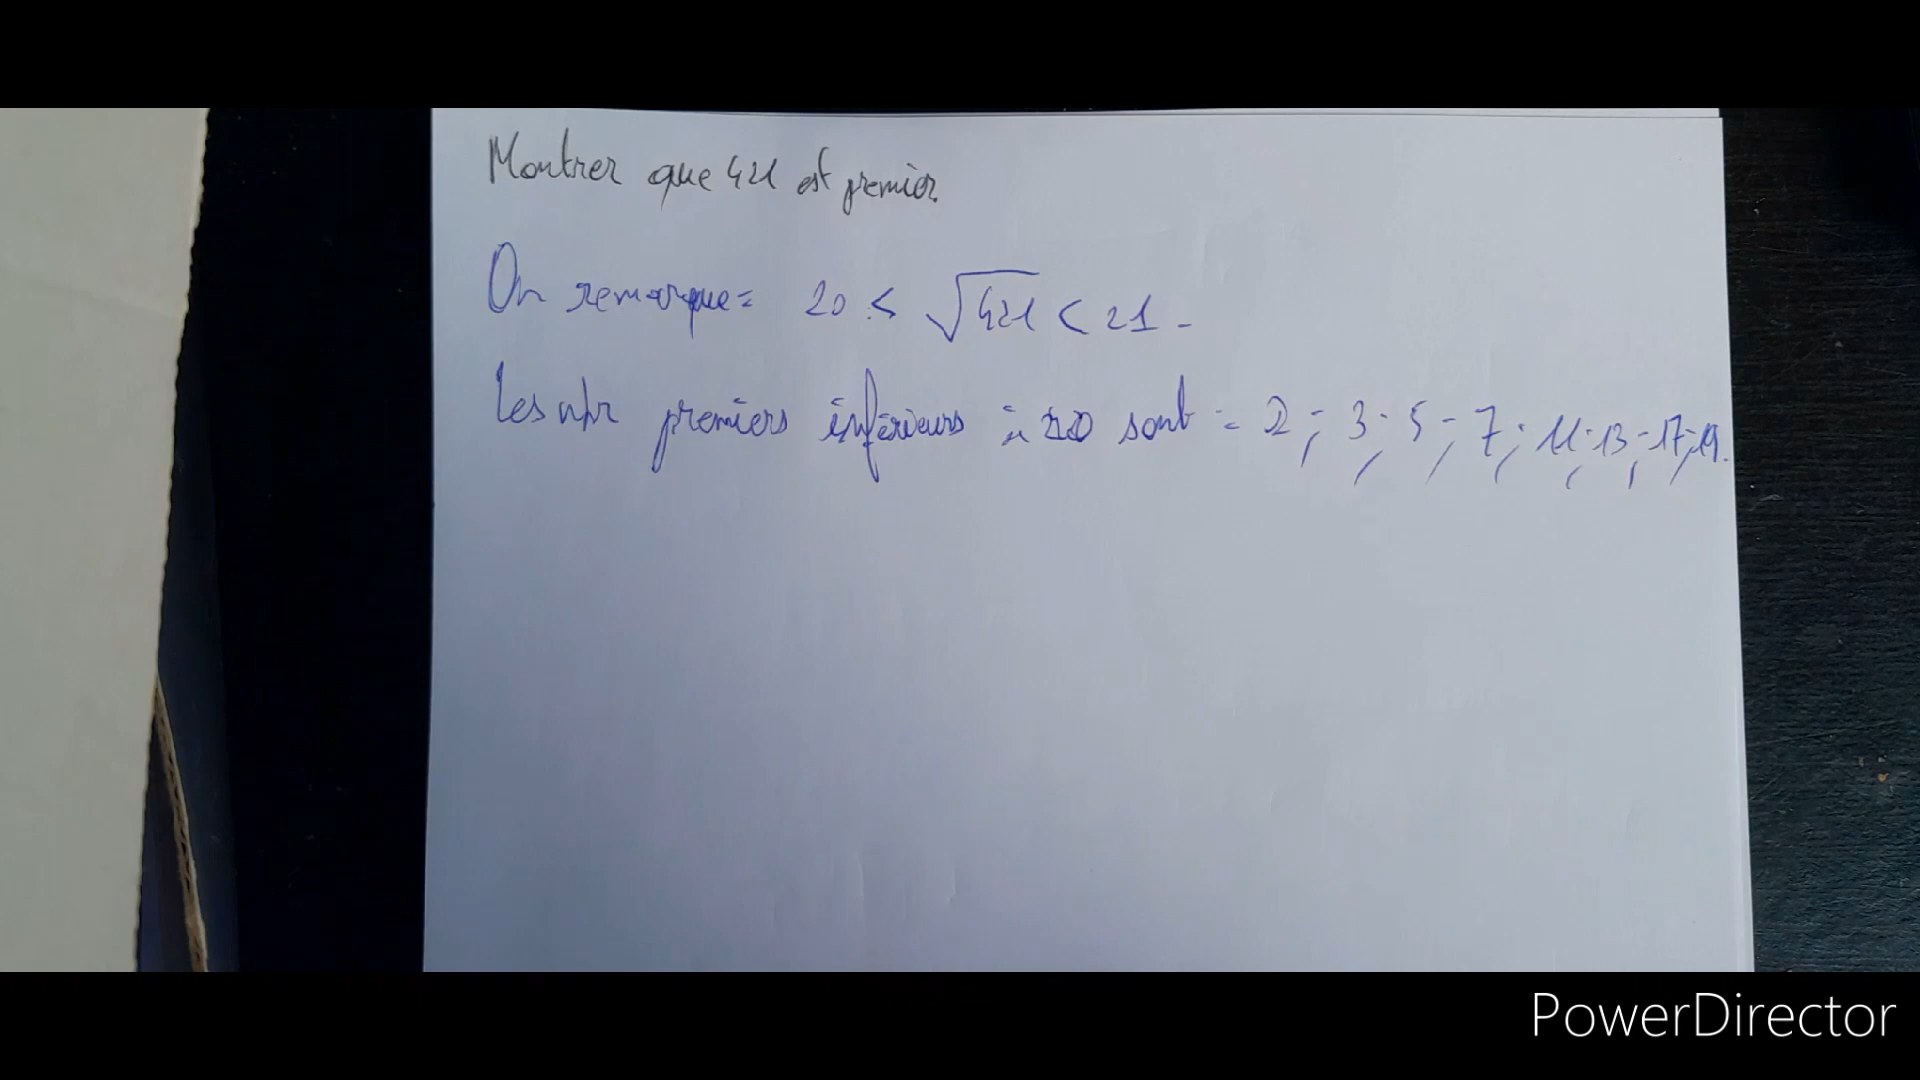 Montrer que 421 est premier.
On remarque : 20 ≤ √421 < 21.
Les nbr premiers inférieurs à 20 sont : 2 ; 3 ; 5 ; 7 ; 11 ; 13 ; 17 ; 19.
PowerDirector